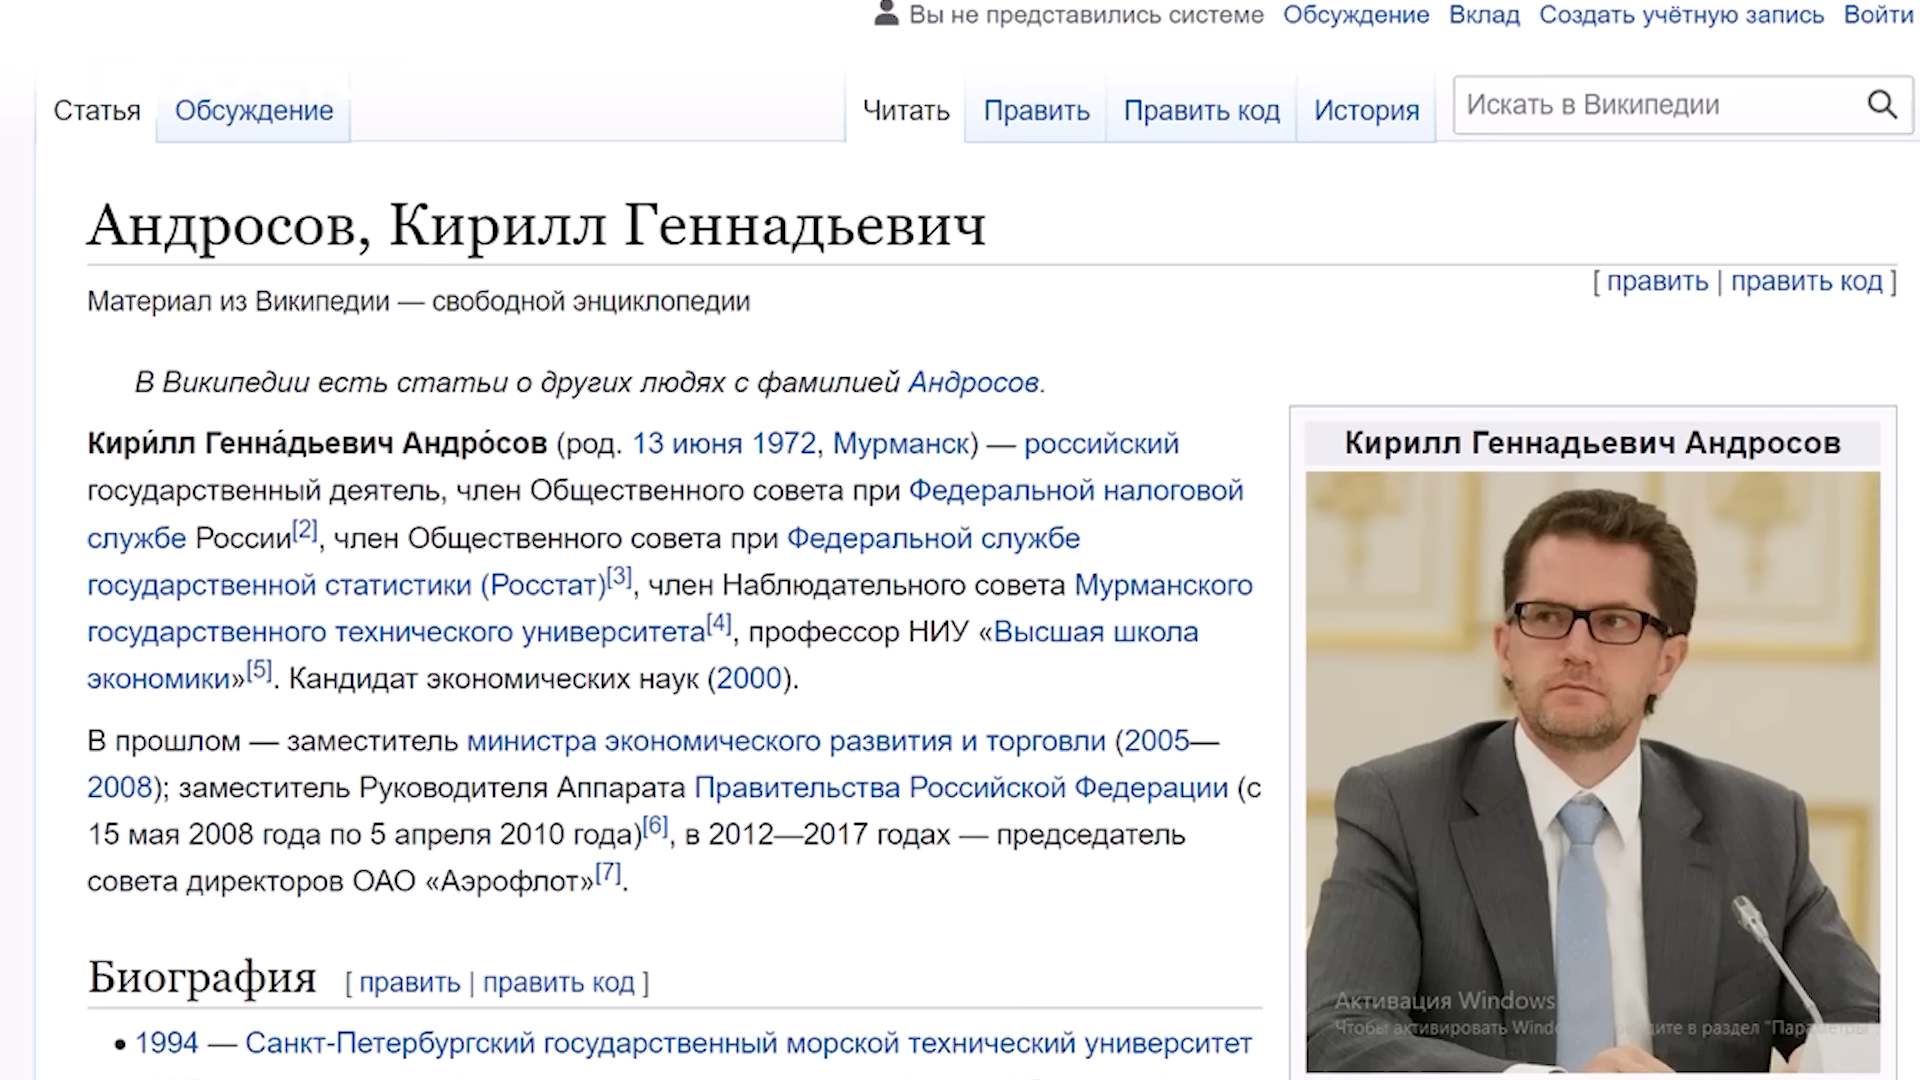 Вы не представились системе Обсуждение Вклад Создать учётную запись Войти
Статья Обсуждение Читать Править Править код История Искать в Википедии
Андросов, Кирилл Геннадьевич
[ править | править код ]
Материал из Википедии — свободной энциклопедии
В Википедии есть статьи о других людях с фамилией Андросов.
Кири́лл Генна́дьевич Андро́сов (род. 13 июня 1972, Мурманск) — российский
государственный деятель, член Общественного совета при Федеральной налоговой
службе России[2], член Общественного совета при Федеральной службе
государственной статистики (Росстат)[3], член Наблюдательного совета Мурманского
государственного технического университета[4], профессор НИУ «Высшая школа
экономики»[5]. Кандидат экономических наук (2000).
В прошлом — заместитель министра экономического развития и торговли (2005—
2008); заместитель Руководителя Аппарата Правительства Российской Федерации (с
15 мая 2008 года по 5 апреля 2010 года)[6], в 2012—2017 годах — председатель
совета директоров ОАО «Аэрофлот»[7].
Биография [ править | править код ]
• 1994 — Санкт-Петербургский государственный морской технический университет
Кирилл Геннадьевич Андросов
Активация Windows
Чтобы активировать в раздел "Параметры